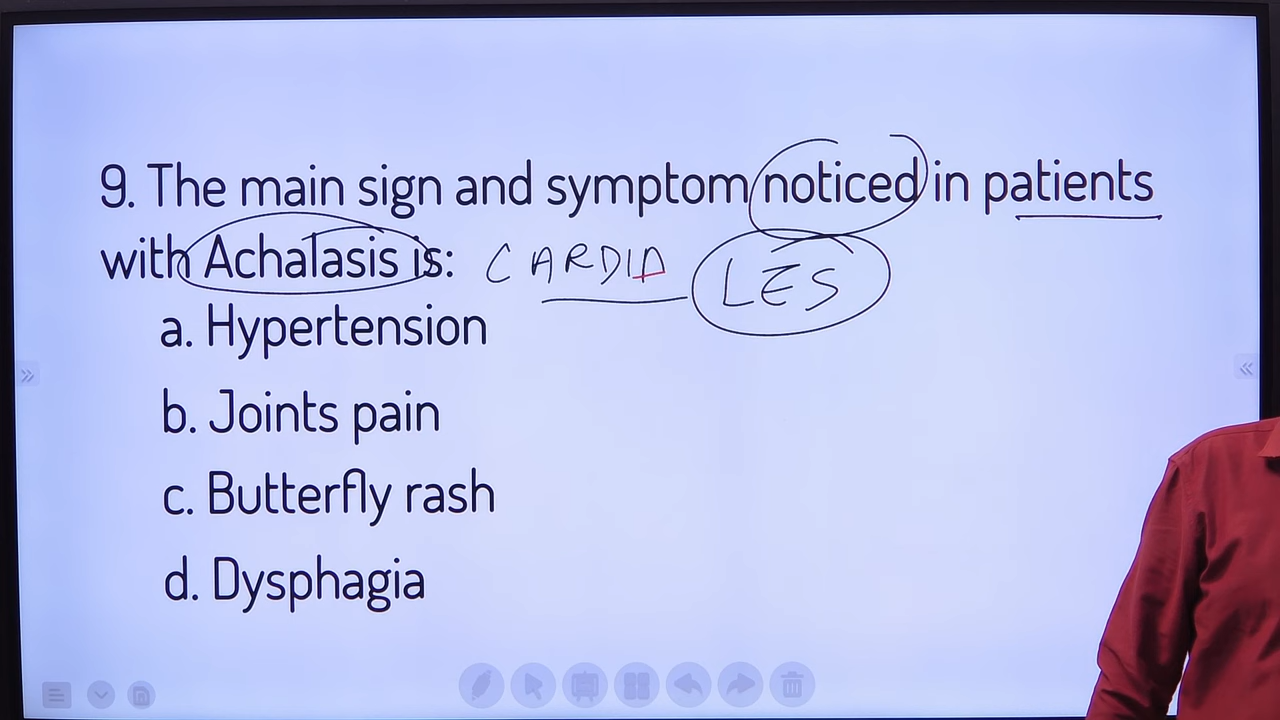 9. The main sign and symptom noticed in patients
with Achalasis is: CARDIA LES
a. Hypertension
b. Joints pain
c. Butterfly rash
d. Dysphagia